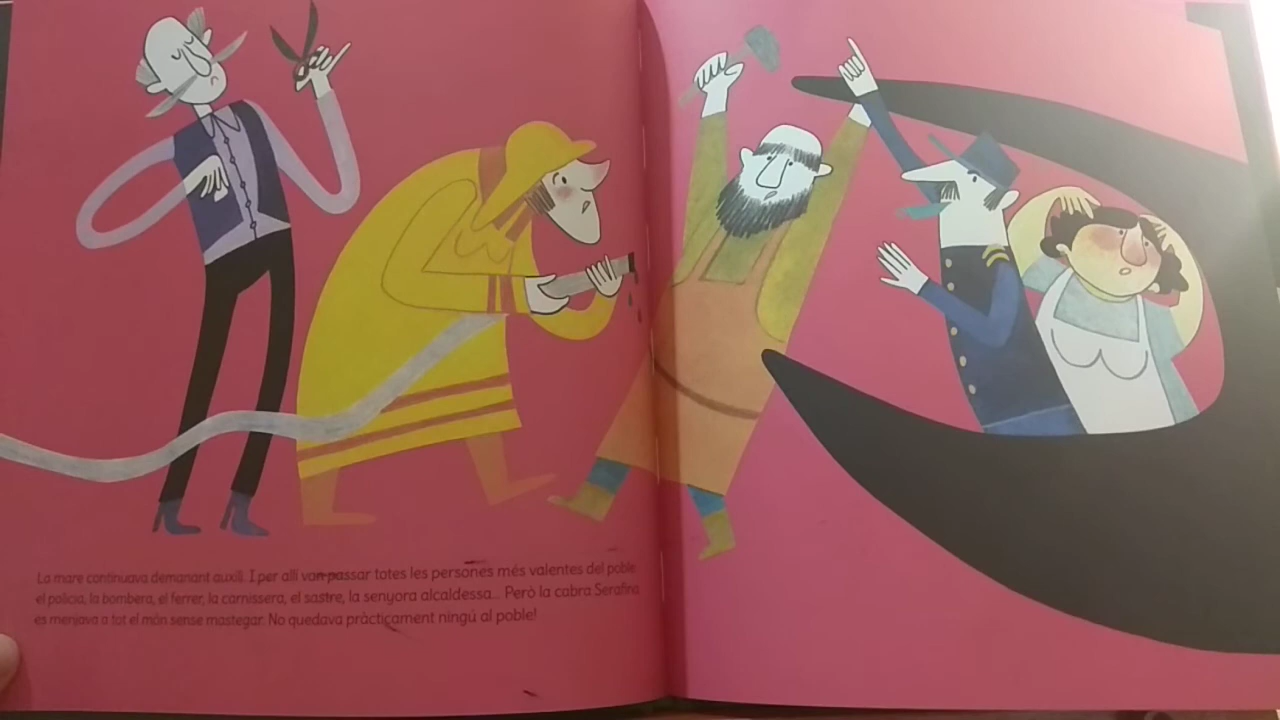 La mare continuava demanant auxili. I per allí van passar totes les persones més valentes del poble:
el policia, la bombera, el ferrer, la carnissera, el sastre, la senyora alcaldessa... Però la cabra Serafina
es menjava a tot el món sense mastegar. No quedava pràcticament ningú al poble!